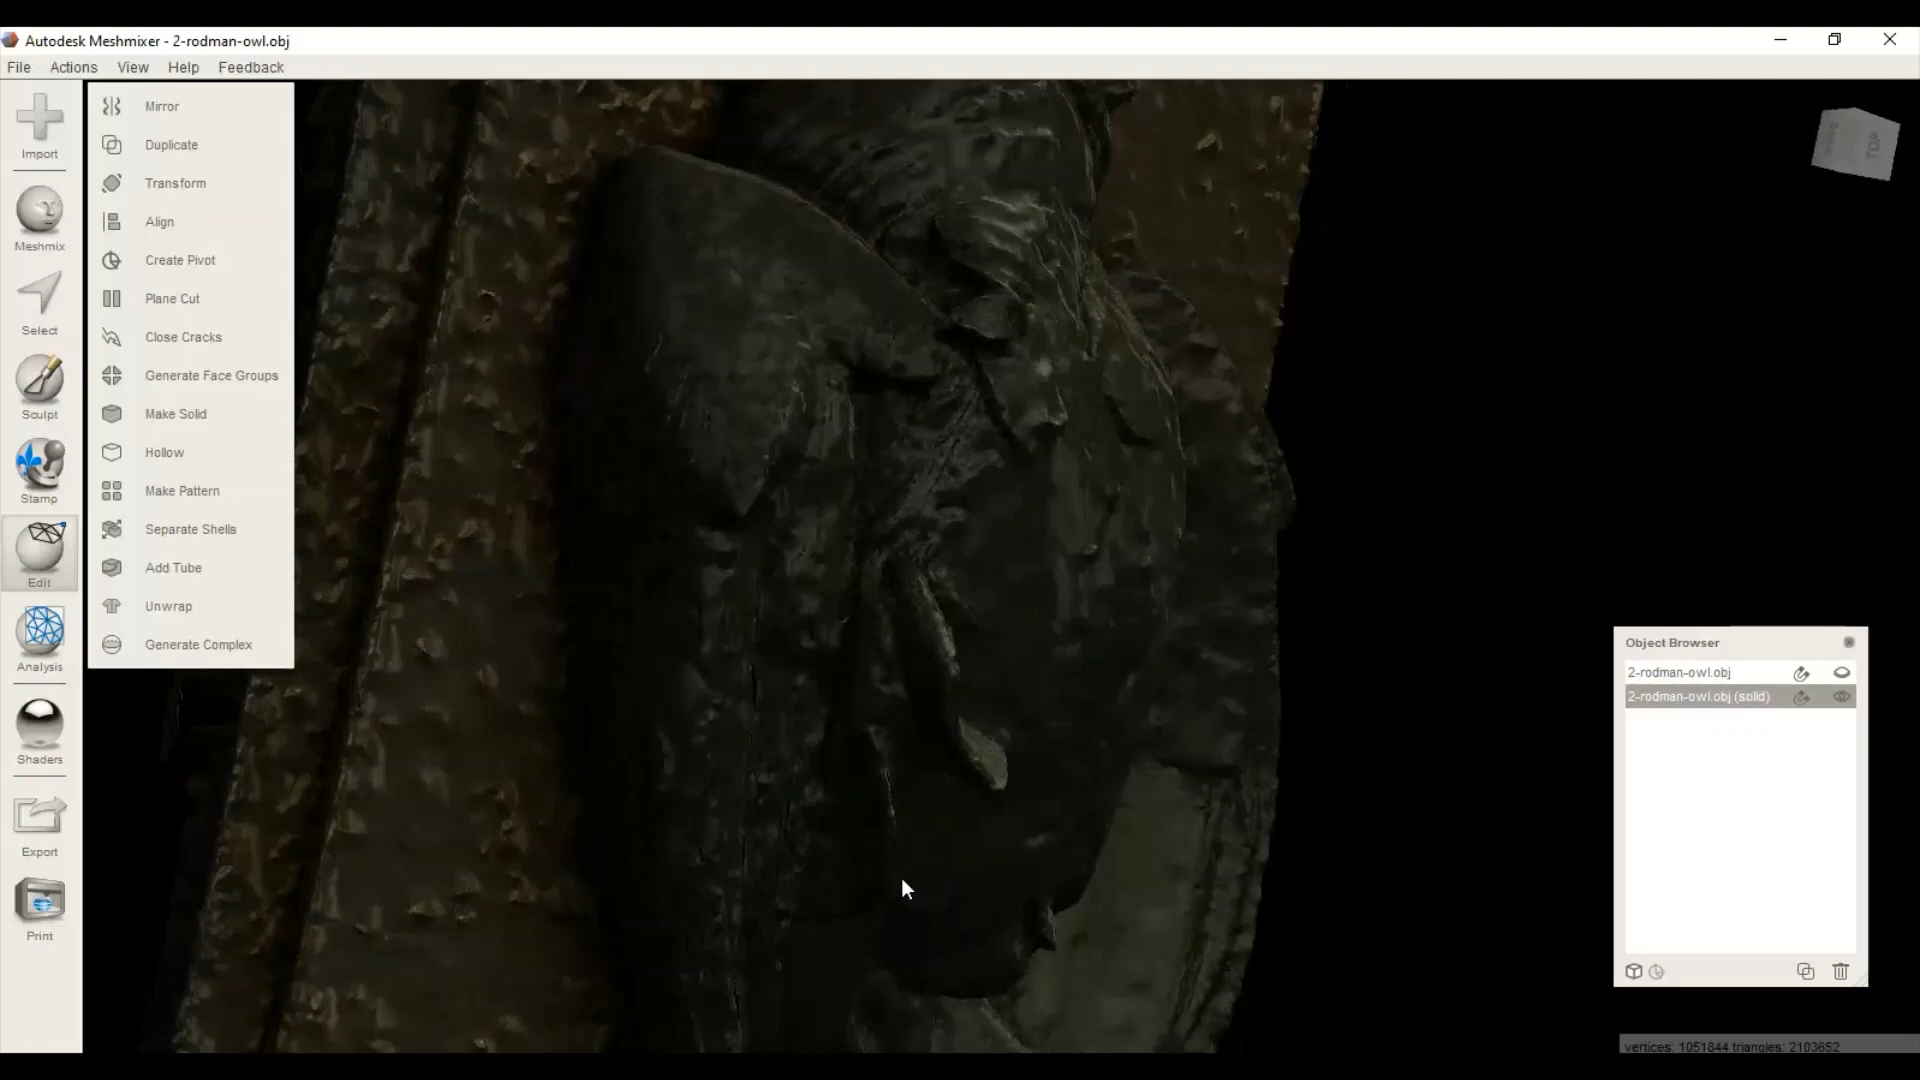 Autodesk Meshmixer - 2-rodman-owl.obj
File Actions View Help Feedback
Import
Meshmix
Select
Sculpt
Stamp
Edit
Analysis
Shaders
Export
Print
Mirror
Duplicate
Transform
Align
Create Pivot
Plane Cut
Close Cracks
Generate Face Groups
Make Solid
Hollow
Make Pattern
Separate Shells
Add Tube
Unwrap
Generate Complex
TOP
Object Browser
2-rodman-owl.obj
2-rodman-owl.obj (solid)
vertices: 1051844 triangles: 2103652